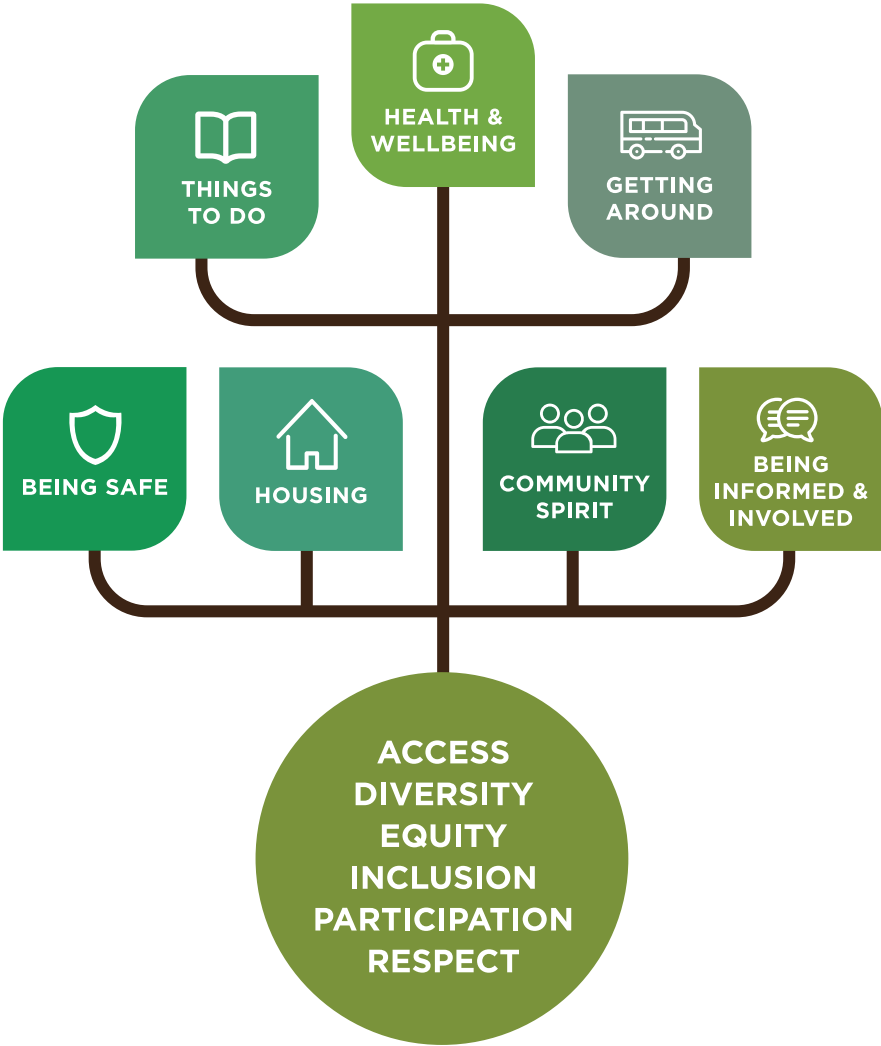 HEALTH &
WELLBEING
THINGS
TO DO
GETTING
AROUND
BEING SAFE
HOUSING
COMMUNITY
SPIRIT
BEING
INFORMED &
INVOLVED
ACCESS
DIVERSITY
EQUITY
INCLUSION
PARTICIPATION
RESPECT